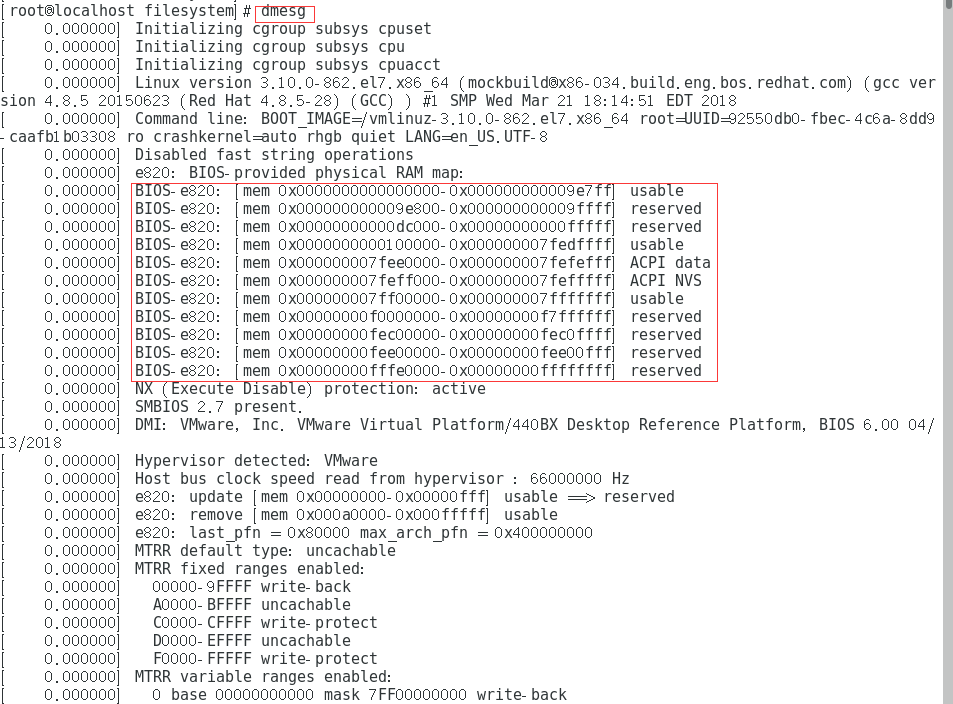 [root@localhost filesystem]# dmesg
[    0.000000] Initializing cgroup subsys cpuset
[    0.000000] Initializing cgroup subsys cpu
[    0.000000] Initializing cgroup subsys cpuacct
[    0.000000] Linux version 3.10.0-862.el7.x86_64 (mockbuild@x86-034.build.eng.bos.redhat.com) (gcc ver
sion 4.8.5 20150623 (Red Hat 4.8.5-28) (GCC) ) #1 SMP Wed Mar 21 18:14:51 EDT 2018
[    0.000000] Command line: BOOT_IMAGE=/vmlinuz-3.10.0-862.el7.x86_64 root=UUID=92550db0-fbec-4c6a-8dd9
-caafb1b03308 ro crashkernel=auto rhgb quiet LANG=en_US.UTF-8
[    0.000000] Disabled fast string operations
[    0.000000] e820: BIOS-provided physical RAM map:
[    0.000000] BIOS-e820: [mem 0x0000000000000000-0x000000000009e7ff] usable
[    0.000000] BIOS-e820: [mem 0x000000000009e800-0x000000000009ffff] reserved
[    0.000000] BIOS-e820: [mem 0x00000000000dc000-0x00000000000fffff] reserved
[    0.000000] BIOS-e820: [mem 0x0000000000100000-0x000000007fedffff] usable
[    0.000000] BIOS-e820: [mem 0x000000007fee0000-0x000000007fefefff] ACPI data
[    0.000000] BIOS-e820: [mem 0x000000007feff000-0x000000007fefffff] ACPI NVS
[    0.000000] BIOS-e820: [mem 0x000000007ff00000-0x000000007fffffff] usable
[    0.000000] BIOS-e820: [mem 0x00000000f0000000-0x00000000f7ffffff] reserved
[    0.000000] BIOS-e820: [mem 0x00000000fec00000-0x00000000fec0ffff] reserved
[    0.000000] BIOS-e820: [mem 0x00000000fee00000-0x00000000fee00fff] reserved
[    0.000000] BIOS-e820: [mem 0x00000000fffe0000-0x00000000ffffffff] reserved
[    0.000000] NX (Execute Disable) protection: active
[    0.000000] SMBIOS 2.7 present.
[    0.000000] DMI: VMware, Inc. VMware Virtual Platform/440BX Desktop Reference Platform, BIOS 6.00 04/
13/2018
[    0.000000] Hypervisor detected: VMware
[    0.000000] Host bus clock speed read from hypervisor : 66000000 Hz
[    0.000000] e820: update [mem 0x00000000-0x00000fff] usable ==> reserved
[    0.000000] e820: remove [mem 0x000a0000-0x000fffff] usable
[    0.000000] e820: last_pfn = 0x80000 max_arch_pfn = 0x400000000
[    0.000000] MTRR default type: uncachable
[    0.000000] MTRR fixed ranges enabled:
[    0.000000]   00000-9FFFF write-back
[    0.000000]   A0000-BFFFF uncachable
[    0.000000]   C0000-CFFFF write-protect
[    0.000000]   D0000-EFFFF uncachable
[    0.000000]   F0000-FFFFF write-protect
[    0.000000] MTRR variable ranges enabled:
[    0.000000]   0 base 00000000000 mask 7FF00000000 write-back